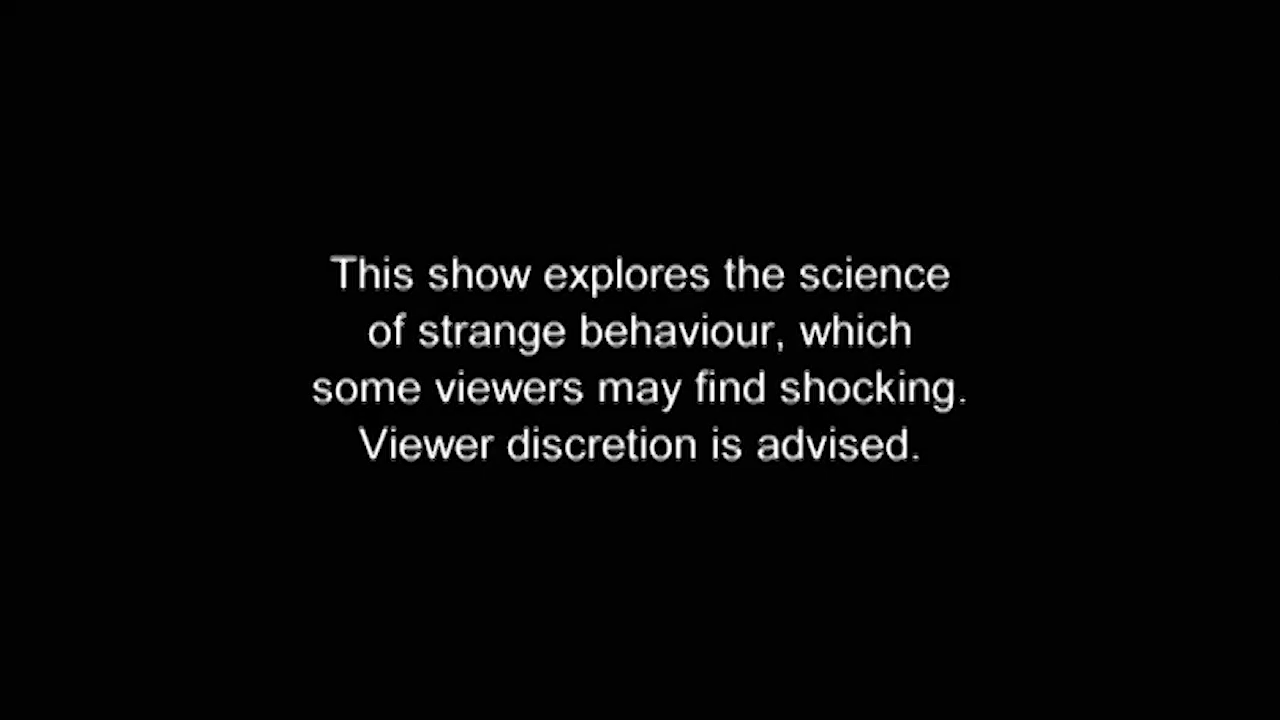 This show explores the science
of strange behaviour, which
some viewers may find shocking.
Viewer discretion is advised.